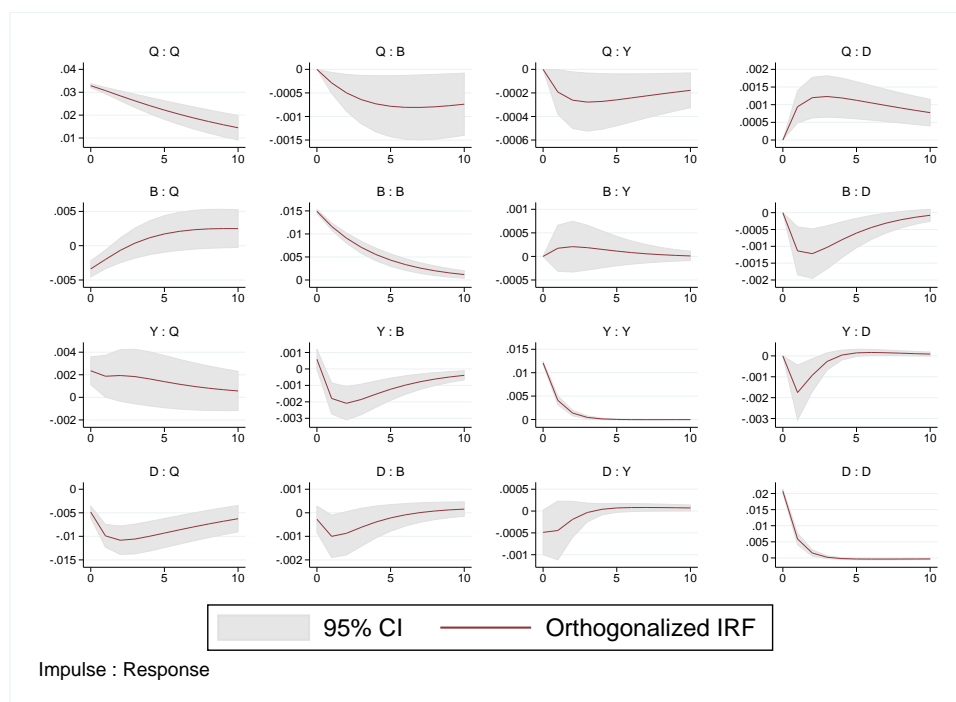 Q : Q
.04
.03
.02
.01
0 5 10
Q : B
0
-.0005
-.001
-.0015
0 5 10
Q : Y
0
-.0002
-.0004
-.0006
0 5 10
Q : D
.002
.0015
.001
.0005
0
0 5 10
B : Q
.005
0
-.005
0 5 10
B : B
.015
.01
.005
0
0 5 10
B : Y
.001
.0005
0
-.0005
0 5 10
B : D
0
-.0005
-.001
-.0015
-.002
0 5 10
Y : Q
.004
.002
0
-.002
0 5 10
Y : B
.001
0
-.001
-.002
-.003
0 5 10
Y : Y
.015
.01
.005
0
0 5 10
Y : D
0
-.001
-.002
-.003
0 5 10
D : Q
0
-.005
-.01
-.015
0 5 10
D : B
.001
0
-.001
-.002
0 5 10
D : Y
.0005
0
-.0005
-.001
0 5 10
D : D
.02
.01
.005
0
0 5 10
95% CI
Orthogonalized IRF
Impulse : Response